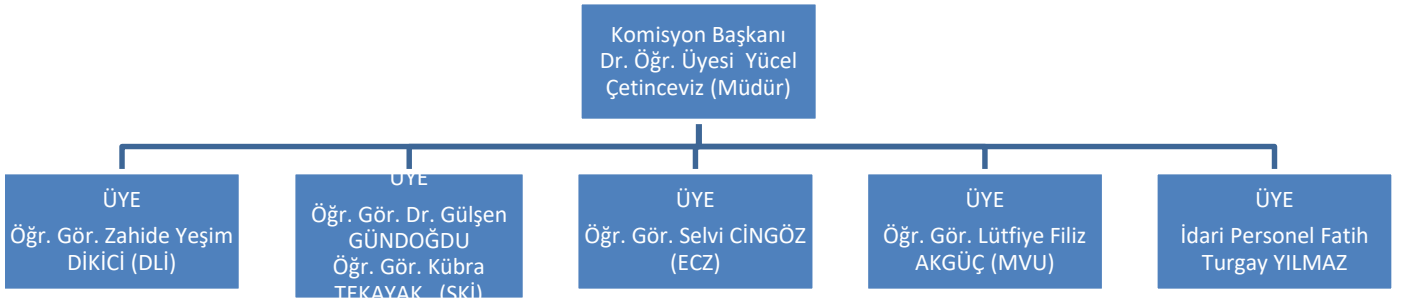 Komisyon Başkanı
Dr. Öğr. Üyesi Yücel
Çetinceviz (Müdür)
ÜYE
Öğr. Gör. Zahide Yeşim
DİKİCİ (DLİ)
ÜYE
Öğr. Gör. Dr. Gülşen
GÜNDOĞDU
Öğr. Gör. Kübra
TEKAYAK (SKİ)
ÜYE
Öğr. Gör. Selvi CİNGÖZ
(ECZ)
ÜYE
Öğr. Gör. Lütfiye Filiz
AKGÜÇ (MVU)
ÜYE
İdari Personel Fatih
Turgay YILMAZ